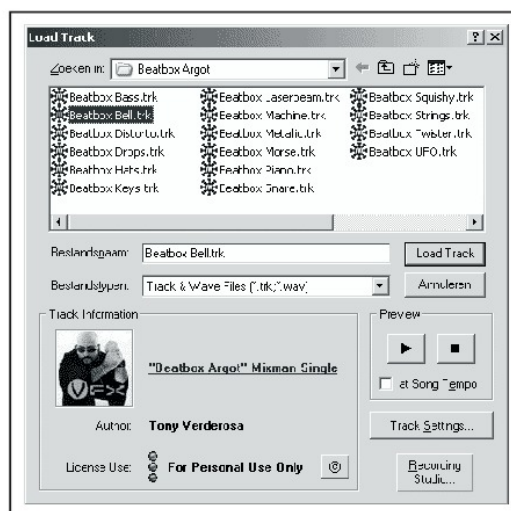 Load Track
Zoeken in: Beatbox Argot
Beatbox Bass.trk
Beatbox Bell.trk
Beatbox Distorto.trk
Beatbox Drops.trk
Beatbox Hats.trk
Beatbox Keys.trk
Beatbox Laserbeam.trk
Beatbox Machine.trk
Beatbox Metalic.trk
Beatbox Morse.trk
Beatbox Piano.trk
Beatbox Snare.trk
Beatbox Squishy.trk
Beatbox Strings.trk
Beatbox Twister.trk
Beatbox UFO.trk
Bestandsnaam: Beatbox Bell.trk
Load Track
Bestandstypen: Track & Wave Files (*.trk;*.wav)
Annuleren
Track Information
VFX
"Beatbox Argot" Mixman Single
Author: Tony Verderosa
License Use: For Personal Use Only ©
Preview
at Song Tempo
Track Settings...
Recording
Studio...